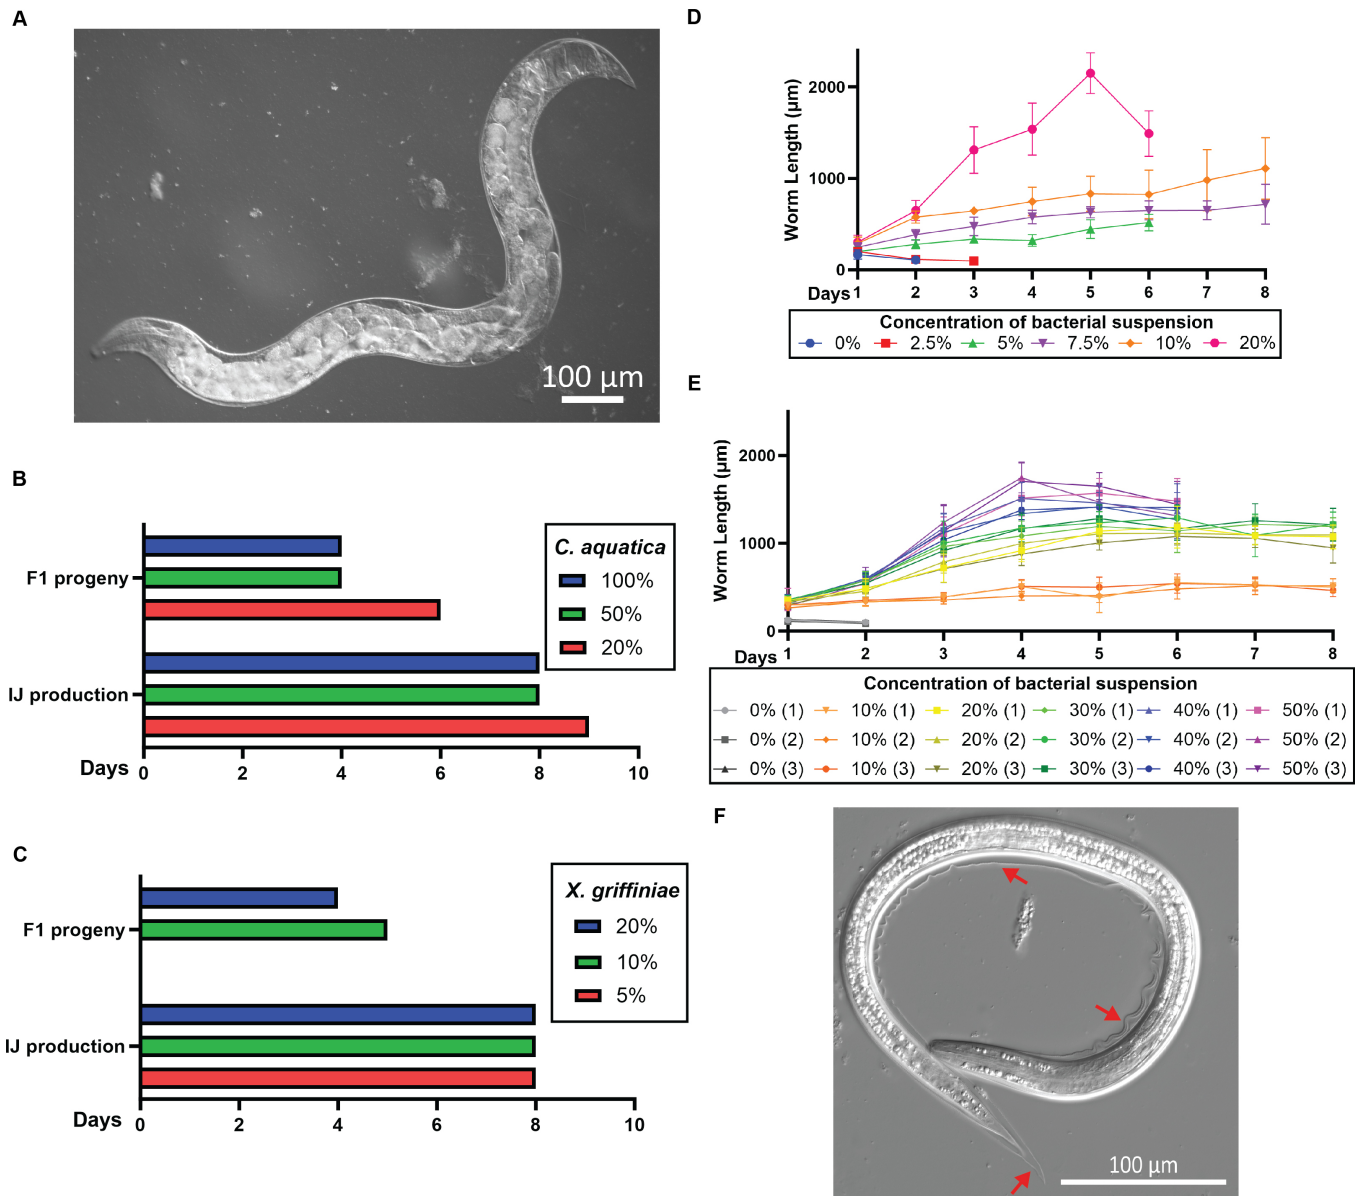 A
100 µm
B
F1 progeny
IJ production
Days
0 2 4 6 8 10
C. aquatica
100%
50%
20%
C
F1 progeny
IJ production
Days
0 2 4 6 8 10
X. griffiniae
20%
10%
5%
D
Worm Length (µm)
2000
1000
0
Days 1 2 3 4 5 6 7 8
Concentration of bacterial suspension
0% 2.5% 5% 7.5% 10% 20%
E
Worm Length (µm)
2000
1000
0
Days 1 2 3 4 5 6 7 8
Concentration of bacterial suspension
0% (1) 10% (1) 20% (1) 30% (1) 40% (1) 50% (1)
0% (2) 10% (2) 20% (2) 30% (2) 40% (2) 50% (2)
0% (3) 10% (3) 20% (3) 30% (3) 40% (3) 50% (3)
F
100 µm